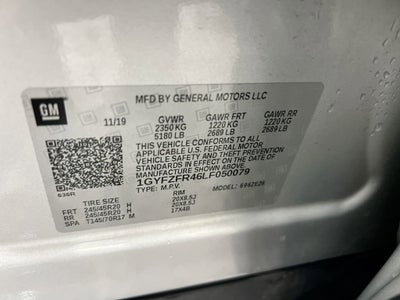 MFD BY GENERAL MOTORS LLC
GM
11/19 GVWR GAWR FRT GAWR RR
2350 KG 1220 KG 1220 KG
5180 LB 2689 LB 2689 LB
THIS VEHICLE CONFORMS TO ALL APPLICABLE
U.S. FEDERAL MOTOR VEHICLE SAFETY AND
THEFT PREVENTION STANDARDS IN EFFECT ON THE DATE OF
MANUFACTURE SHOWN ABOVE.
1GYFZFR46LF050079
TYPE: M.P.V. MODEL:
TIRE SIZE RIM
FRT 245/45R20 H 20X8.5J
RR 245/45R20 H 20X8.5J
SPA T145/70R17 M 17X4B